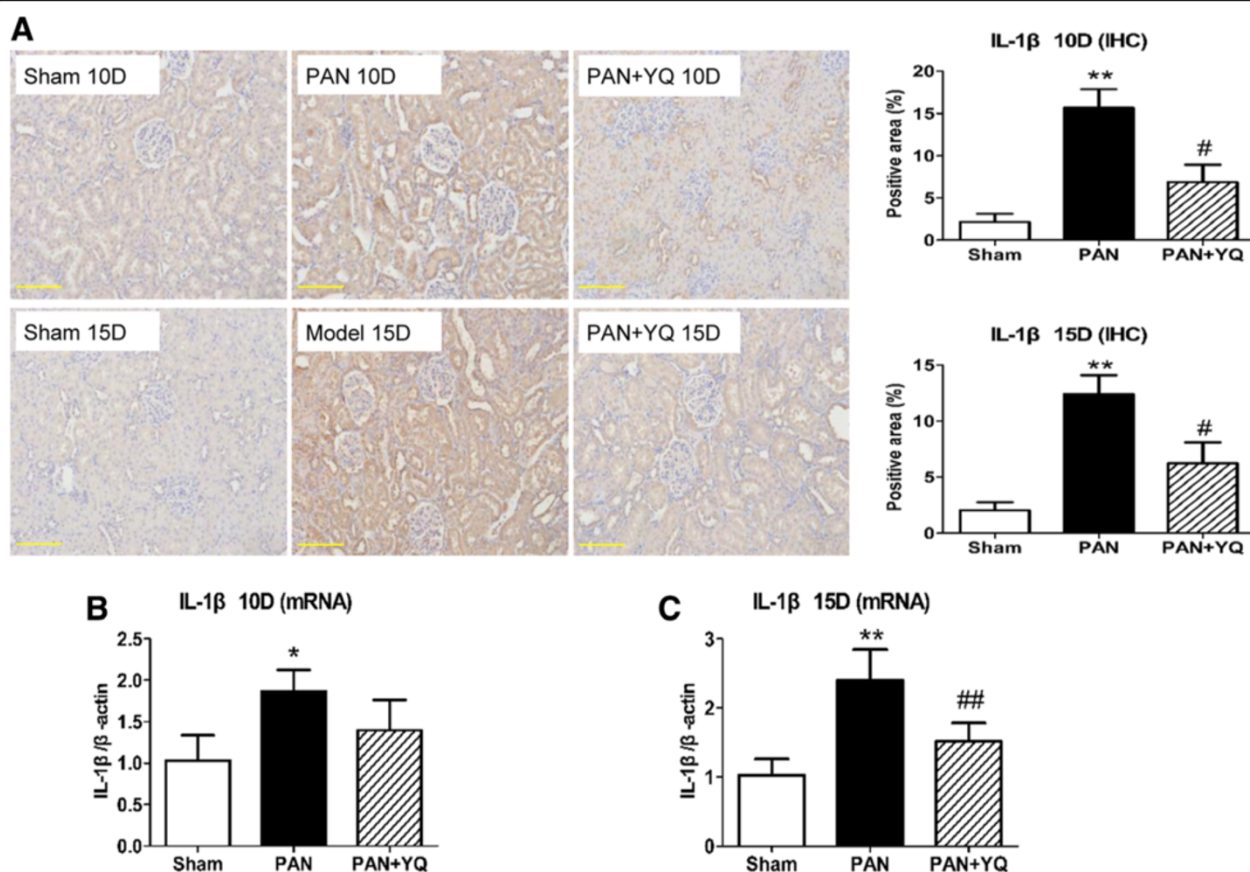 A
Sham 10D
PAN 10D
PAN+YQ 10D
Sham 15D
Model 15D
PAN+YQ 15D
IL-1β 10D (IHC)
Positive area (%)
20
15
10
5
0
**
#
Sham PAN PAN+YQ
IL-1β 15D (IHC)
Positive area (%)
15
10
5
0
**
#
Sham PAN PAN+YQ
B
IL-1β 10D (mRNA)
IL-1β/β -actin
2.5
2.0
1.5
1.0
0.5
0.0
*
Sham PAN PAN+YQ
C
IL-1β 15D (mRNA)
IL-1β/β -actin
3
2
1
0
**
##
Sham PAN PAN+YQ